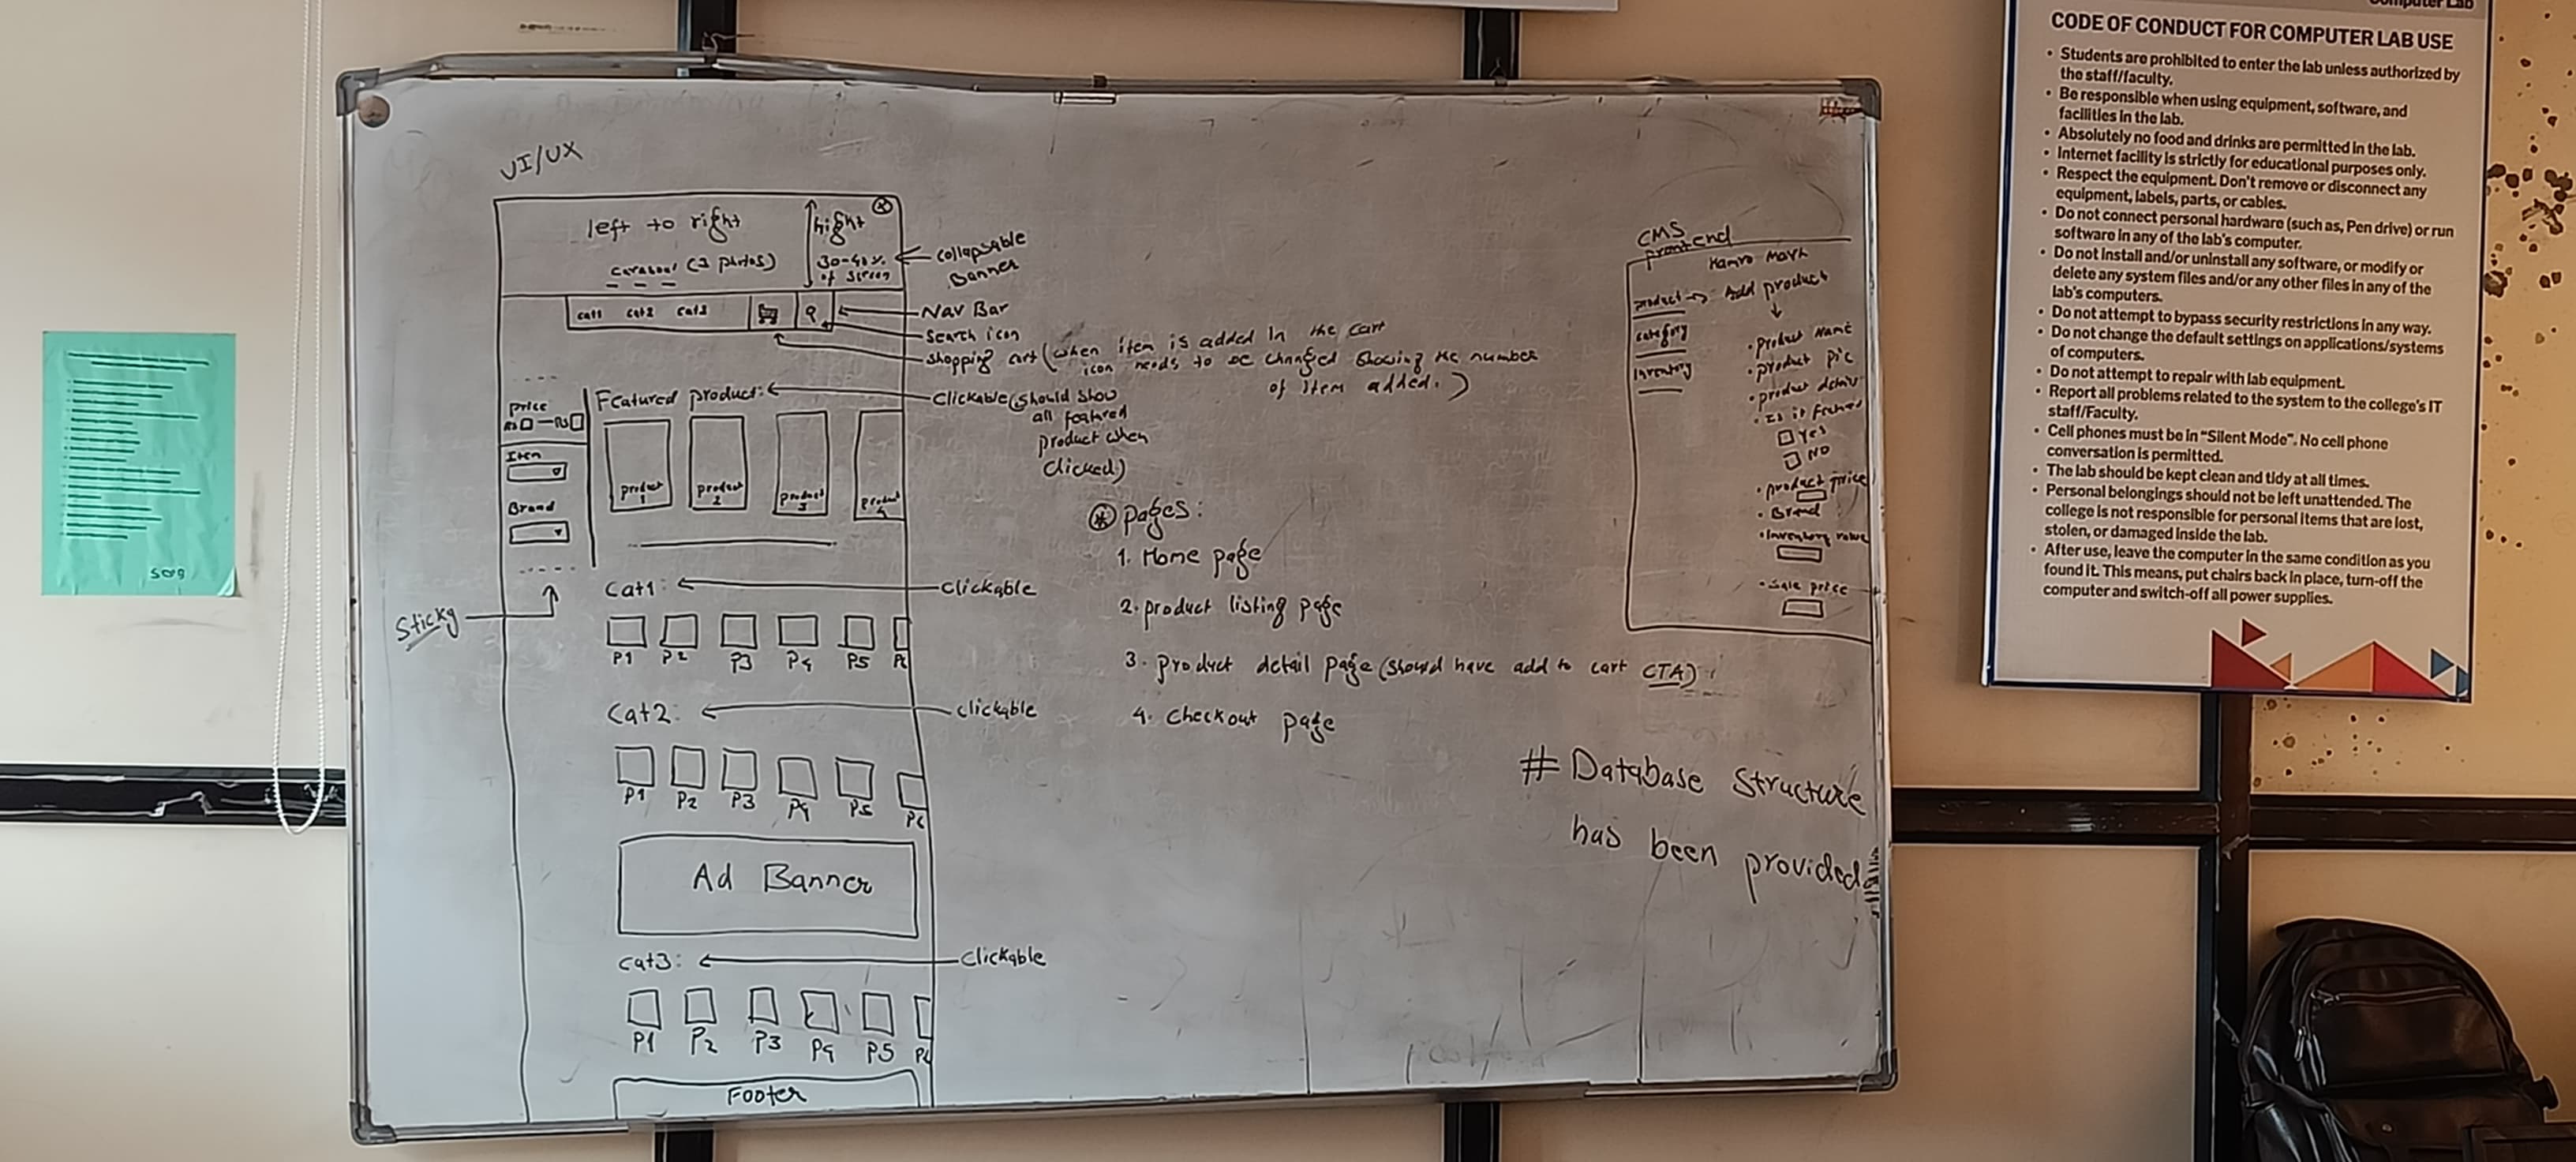 UI/UX
left to right
hight
carasoul (3 photos)
30-40%
of screen
collapsable
Banner
cat1 cat2 cat3
Nav Bar
Search icon
Shopping cart (when item is added In the cart
icon needs to be changed showing the number
of item added.)
Featured product:
Clickable (should show
all featured
product when
clicked)
price
RS - RS
Item
Brand
product
1
product
2
product
3
product
4
Sticky
Cat1:
clickable
P1 P2 P3 P4 P5
Cat2:
clickable
P1 P2 P3 P4 P5
Ad Banner
Cat3:
Clickable
P1 P2 P3 P4 P5
Footer
* pages:
1. Home page
2. product listing page
3. product detail page (should have add to cart CTA)
4. Checkout page
CMS
frontend
Hamro Mart
product → Add product
category
Inventory
• product Name
• product pic
• Is it
Yes
NO
• product price
• Brand
• Inventory
• Sale price
# Database Structure
has been provided
Computer Lab
CODE OF CONDUCT FOR COMPUTER LAB USE
• Students are prohibited to enter the lab unless authorized by
the staff/faculty.
• Be responsible when using equipment, software, and
facilities in the lab.
• Absolutely no food and drinks are permitted in the lab.
• Internet facility is strictly for educational purposes only.
• Respect the equipment. Don't remove or disconnect any
equipment, labels, parts, or cables.
• Do not connect personal hardware (such as, Pen drive) or run
software in any of the lab's computer.
• Do not install and/or uninstall any software, or modify or
delete any system files and/or any other files in any of the
lab's computers.
• Do not attempt to bypass security restrictions in any way.
• Do not change the default settings on applications/systems
of computers.
• Do not attempt to repair with lab equipment.
• Report all problems related to the system to the college's IT
staff/Faculty.
• Cell phones must be in "Silent Mode". No cell phone
conversation is permitted.
• The lab should be kept clean and tidy at all times.
• Personal belongings should not be left unattended. The
college is not responsible for personal items that are lost,
stolen, or damaged inside the lab.
• After use, leave the computer in the same condition as you
found it. This means, put chairs back in place, turn-off the
computer and switch-off all power supplies.